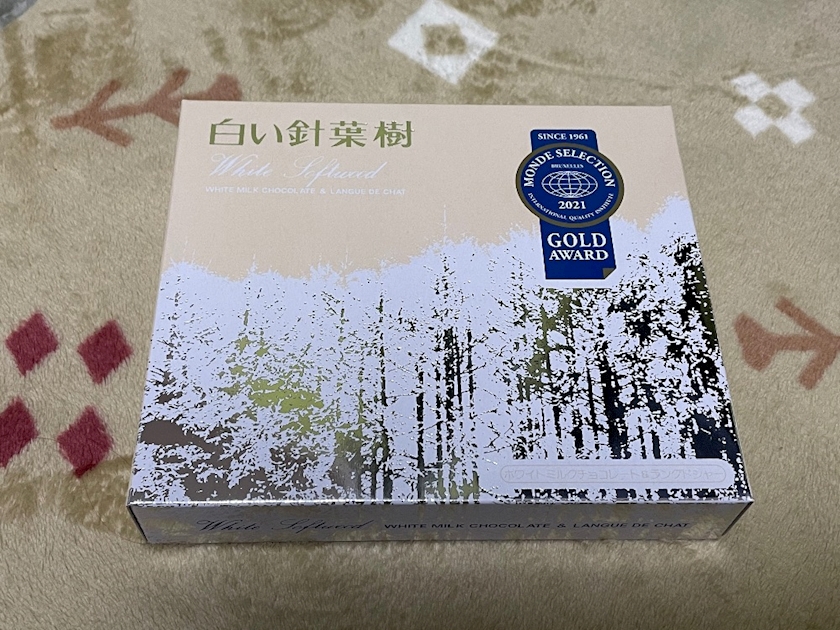 白い針葉樹
White Softwood
WHITE MILK CHOCOLATE & LANGUE DE CHAT
SINCE 1961
MONDE SELECTION
BRUXELLES
2021
INTERNATIONAL QUALITY INSTITUTE
GOLD
AWARD
ホワイトミルクチョコレート&ラングドシャー
White Softwood WHITE MILK CHOCOLATE & LANGUE DE CHAT